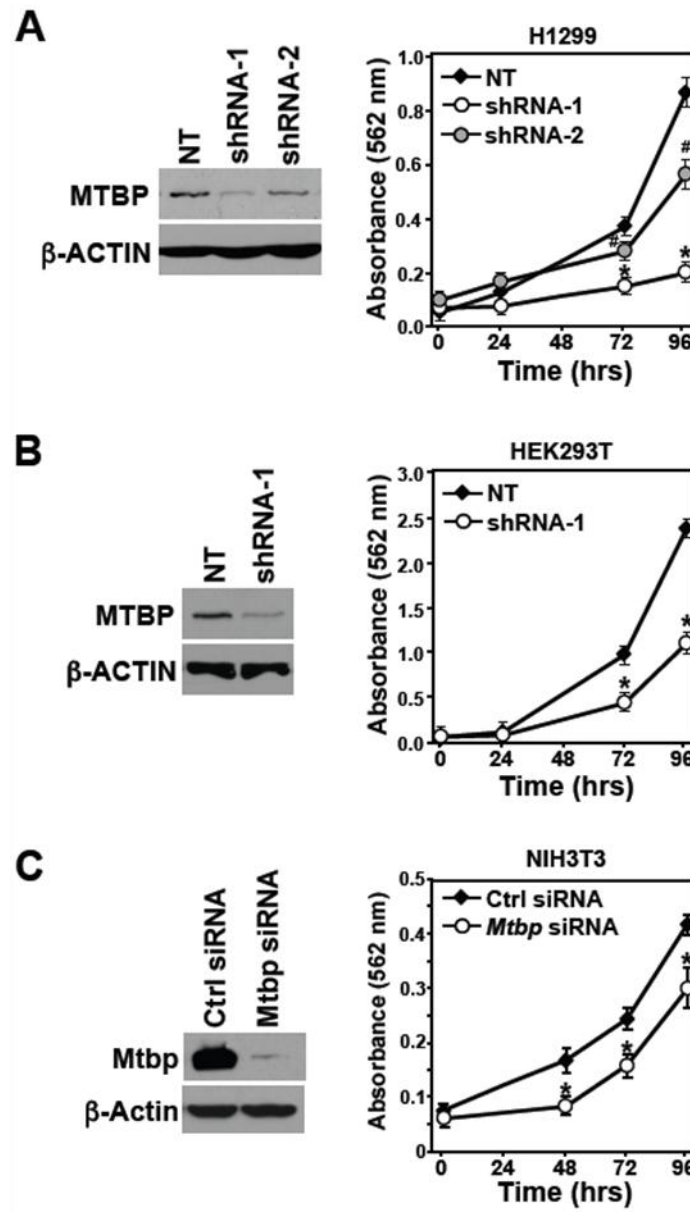 A
NT
shRNA-1
shRNA-2
MTBP
β-ACTIN
H1299
NT
shRNA-1
shRNA-2
Absorbance (562 nm)
1.0
0.8
0.6
0.4
0.2
0.0
#
#
*
*
0 24 48 72 96
Time (hrs)
B
NT
shRNA-1
MTBP
β-ACTIN
HEK293T
NT
shRNA-1
Absorbance (562 nm)
3.0
2.5
1.5
1.0
0.5
0.0
*
*
0 24 48 72 96
Time (hrs)
C
Ctrl siRNA
Mtbp siRNA
Mtbp
β-Actin
NIH3T3
Ctrl siRNA
Mtbp siRNA
Absorbance (562 nm)
0.5
0.4
0.3
0.2
0.1
0.0
*
*
*
0 24 48 72 96
Time (hrs)